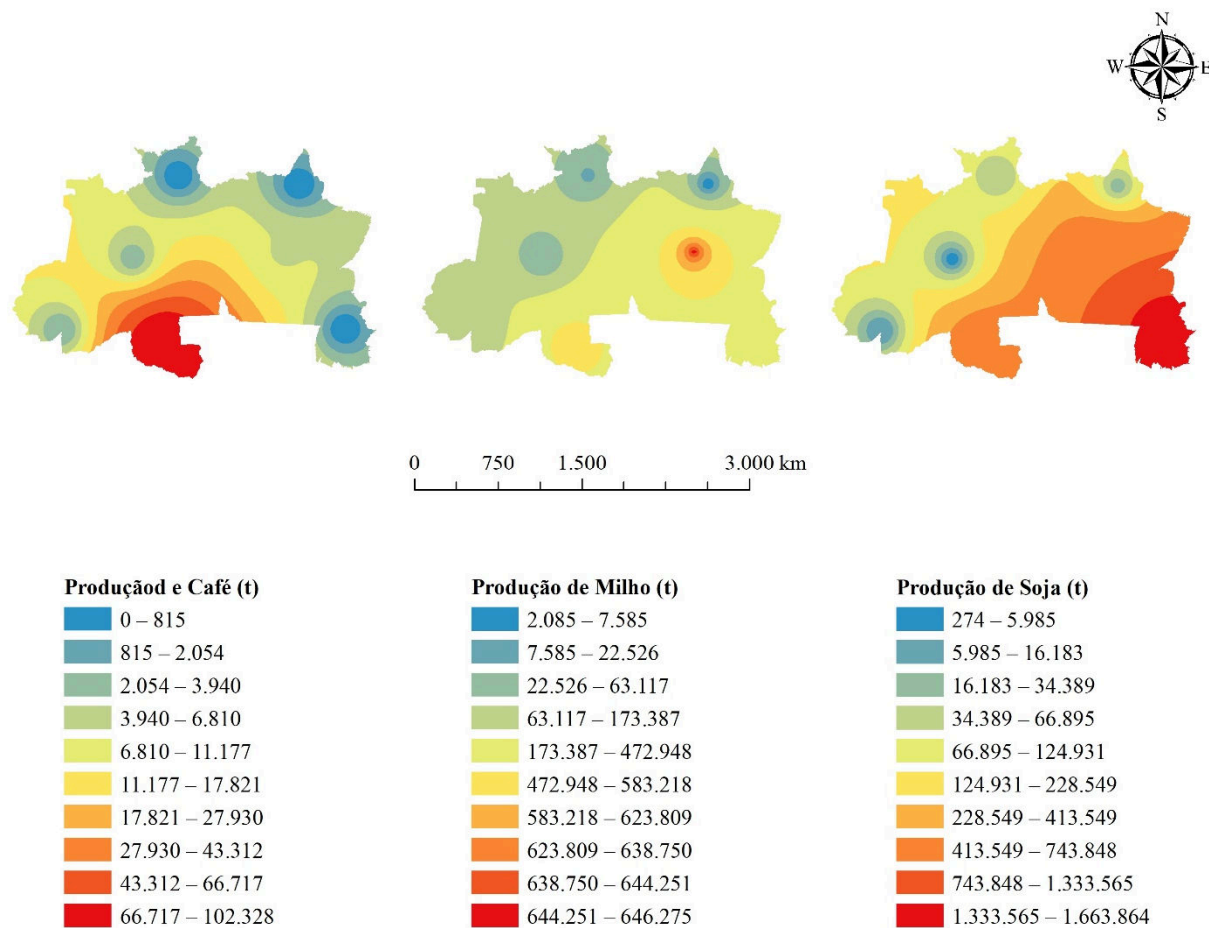 N
W E
S
0 750 1.500 3.000 km
Produçãod e Café (t)
0 – 815
815 – 2.054
2.054 – 3.940
3.940 – 6.810
6.810 – 11.177
11.177 – 17.821
17.821 – 27.930
27.930 – 43.312
43.312 – 66.717
66.717 – 102.328
Produção de Milho (t)
2.085 – 7.585
7.585 – 22.526
22.526 – 63.117
63.117 – 173.387
173.387 – 472.948
472.948 – 583.218
583.218 – 623.809
623.809 – 638.750
638.750 – 644.251
644.251 – 646.275
Produção de Soja (t)
274 – 5.985
5.985 – 16.183
16.183 – 34.389
34.389 – 66.895
66.895 – 124.931
124.931 – 228.549
228.549 – 413.549
413.549 – 743.848
743.848 – 1.333.565
1.333.565 – 1.663.864